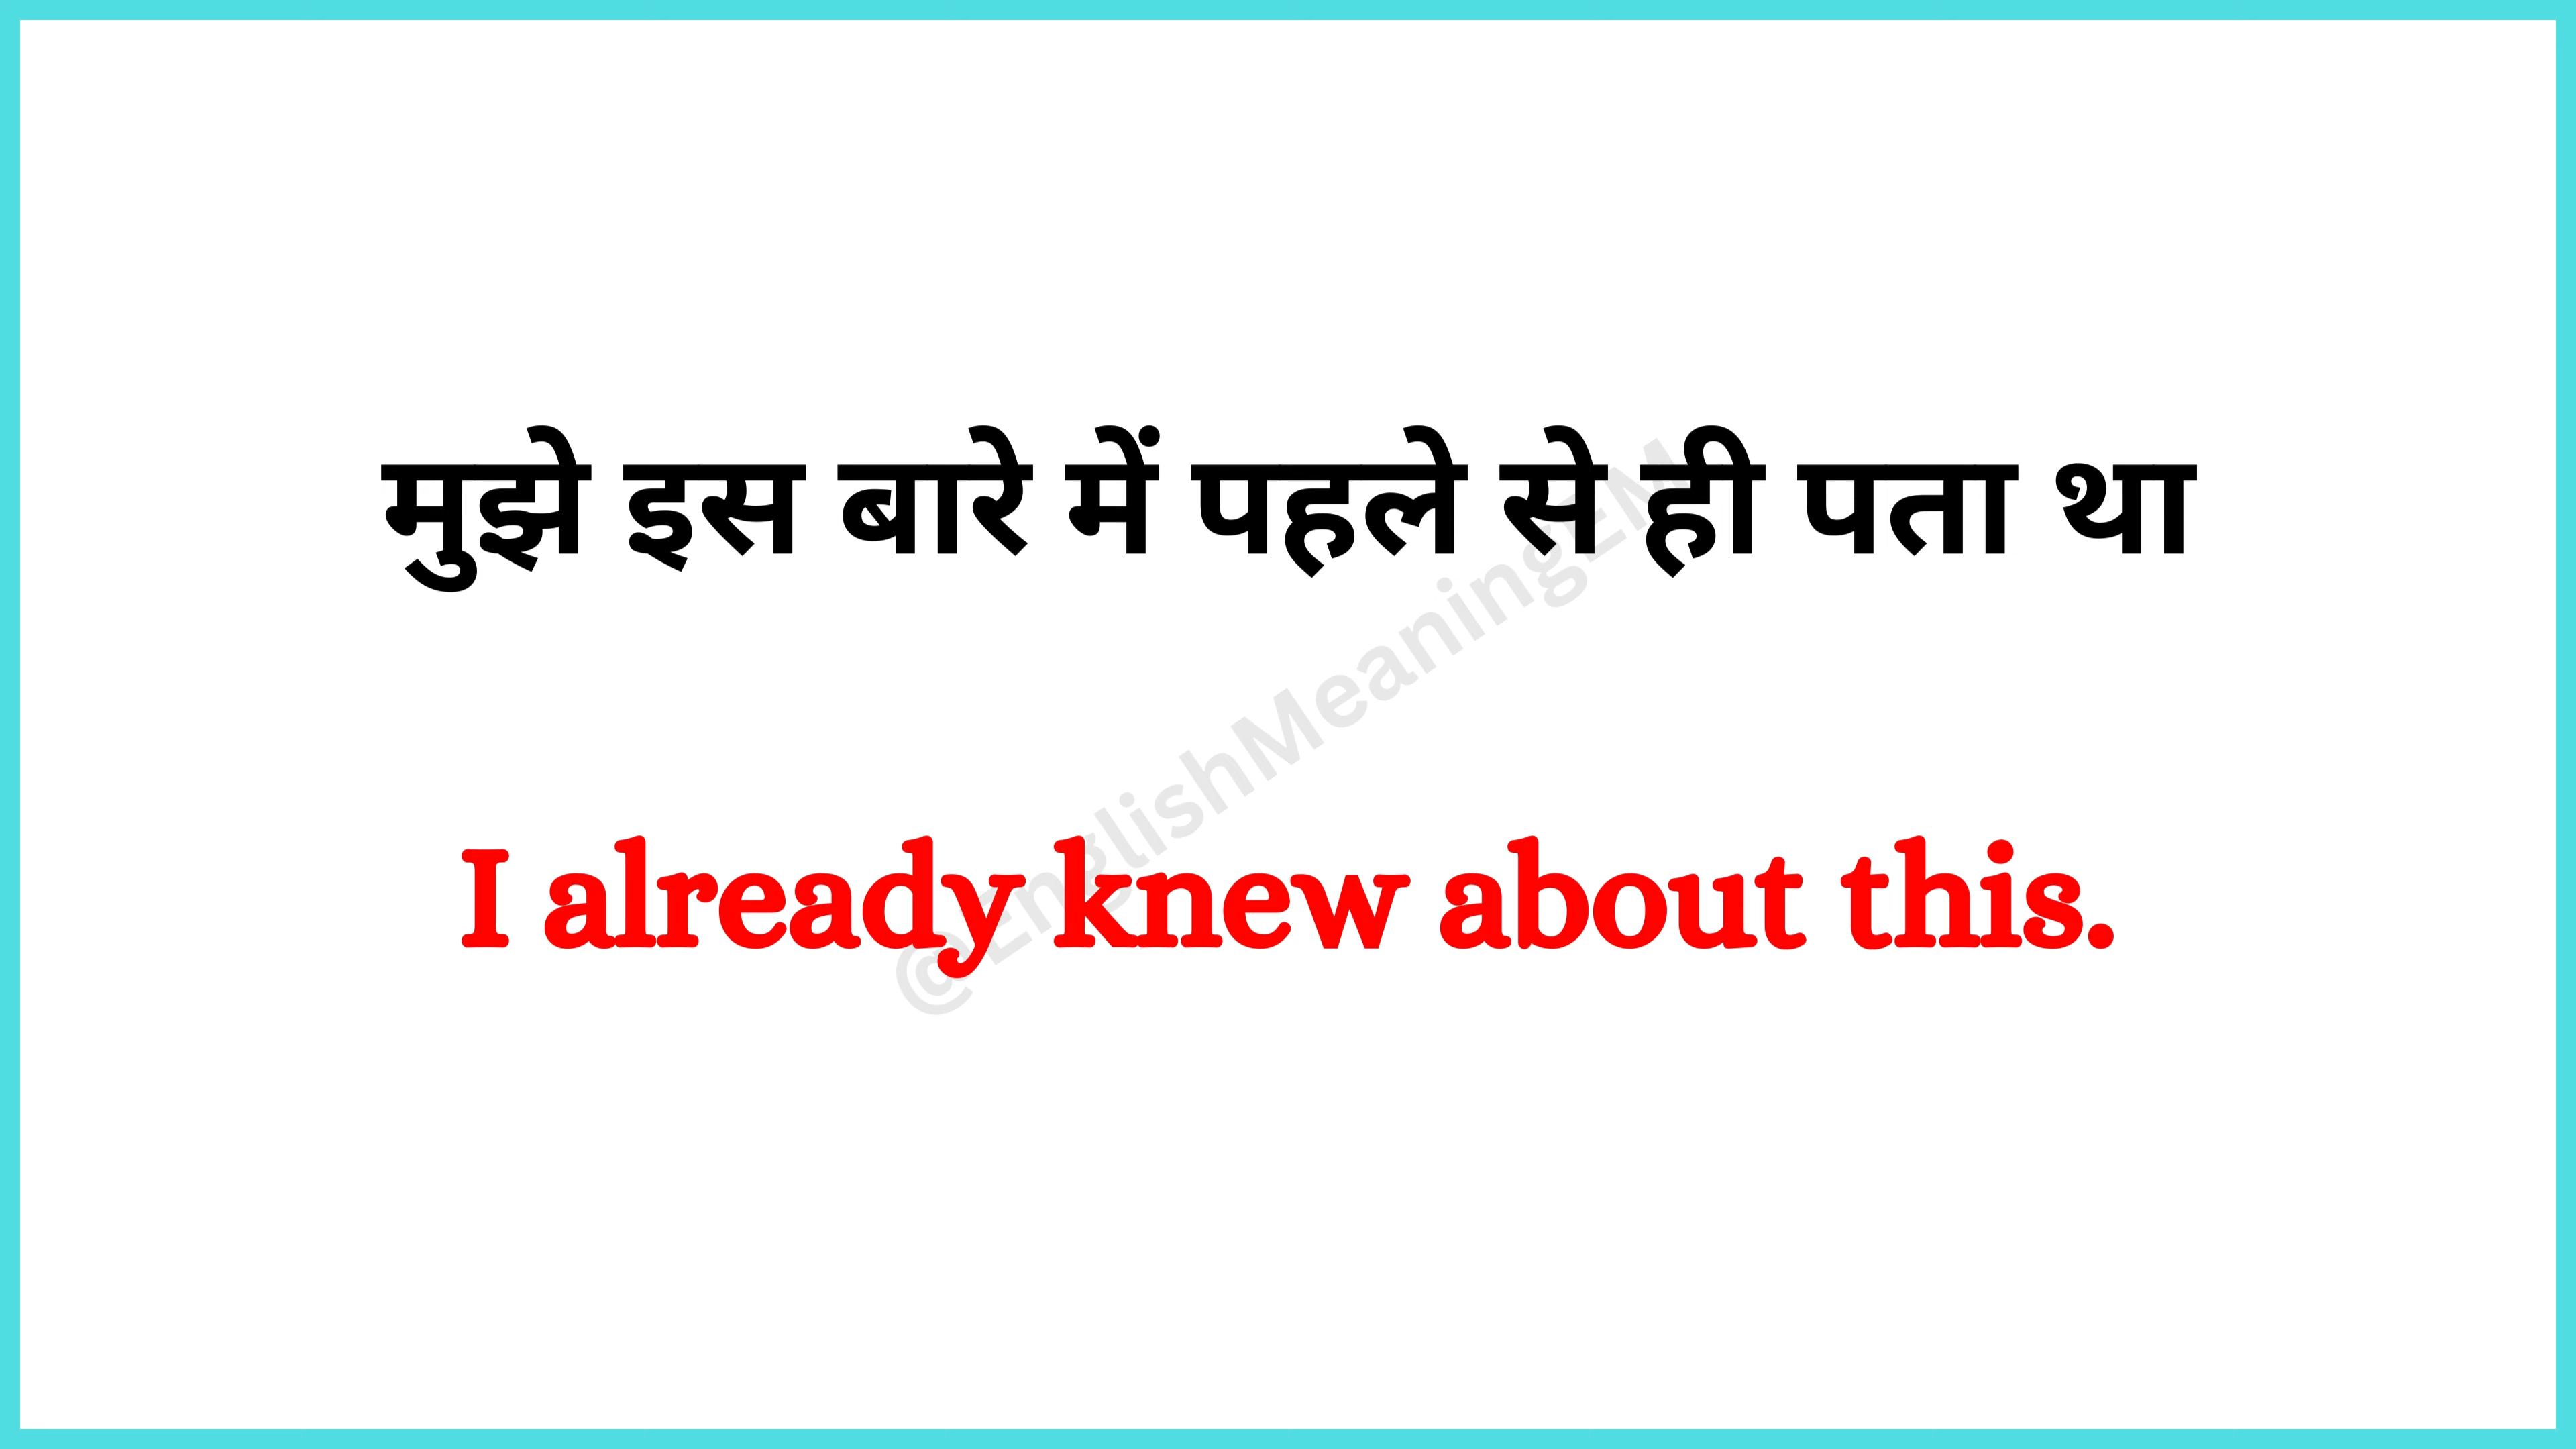 मुझे इस बारे में पहले से ही पता था
@EnglishMeaningEM
I already knew about this.